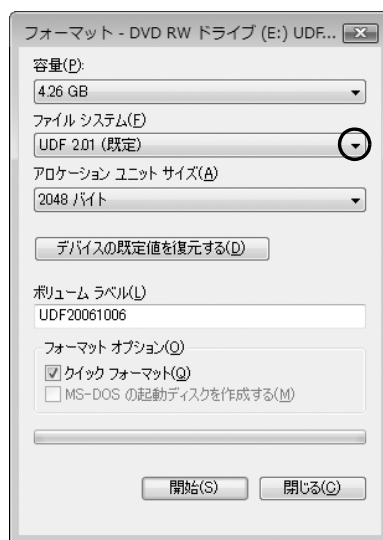 フォーマット - DVD RW ドライブ (E:) UDF...
容量(P):
4.26 GB
ファイル システム(F)
UDF 2.01 (既定)
アロケーション ユニット サイズ(A)
2048 バイト
デバイスの既定値を復元する(D)
ボリューム ラベル(L)
UDF20061006
フォーマット オプション(O)
クイック フォーマット(Q)
MS-DOS の起動ディスクを作成する(M)
開始(S)
閉じる(C)